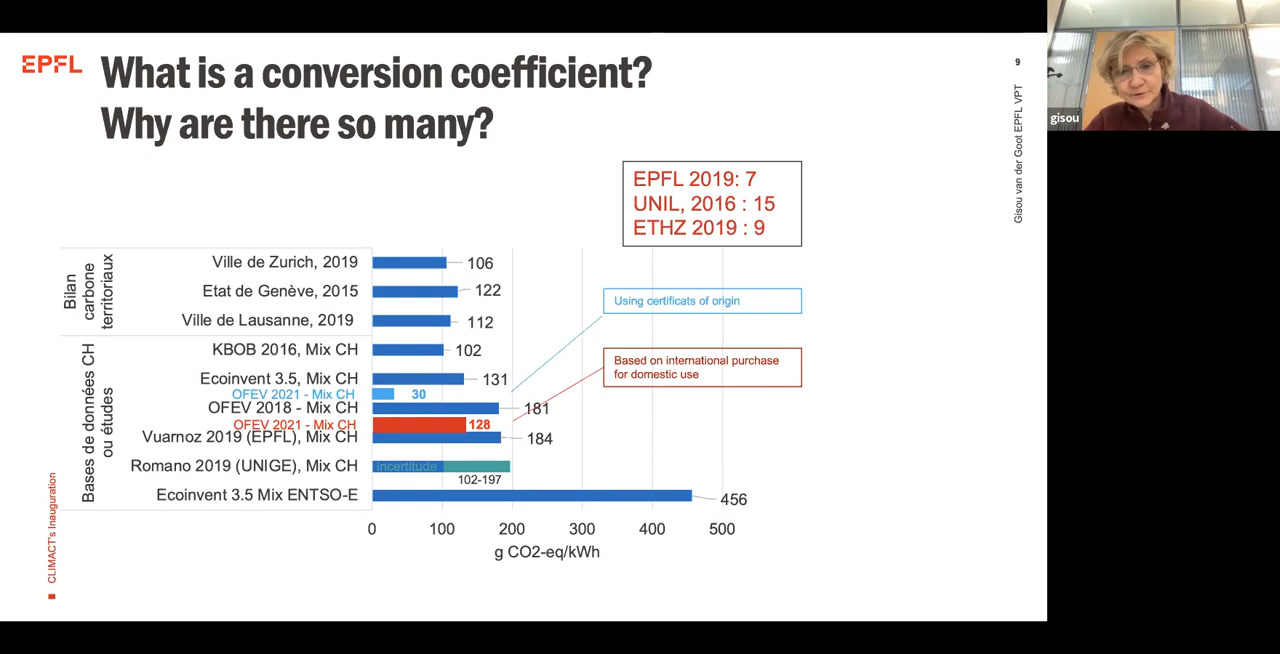 EPFL
What is a conversion coefficient?
Why are there so many?
9
Gisou van der Goot EPFL VPT
gisou
EPFL 2019: 7
UNIL, 2016 : 15
ETHZ 2019 : 9
Bilan
carbone
territoriaux
Ville de Zurich, 2019
106
Etat de Genève, 2015
122
Ville de Lausanne, 2019
112
Using certificats of origin
Based on international purchase
for domestic use
Bases de données CH
ou études
KBOB 2016, Mix CH
102
Ecoinvent 3.5, Mix CH
131
OFEV 2021 - Mix CH
30
OFEV 2018 - Mix CH
181
OFEV 2021 - Mix CH
128
Vuarnoz 2019 (EPFL), Mix CH
184
Romano 2019 (UNIGE), Mix CH
incertitude
102-197
Ecoinvent 3.5 Mix ENTSO-E
456
0 100 200 300 400 500
g CO2-eq/kWh
CLIMACT's Inauguration